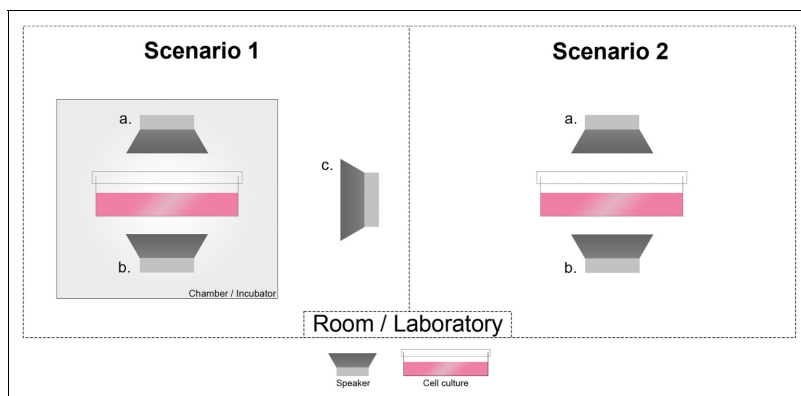 Scenario 1
Scenario 2
a.
b.
c.
Chamber / Incubator
a.
b.
Room / Laboratory
Speaker
Cell culture